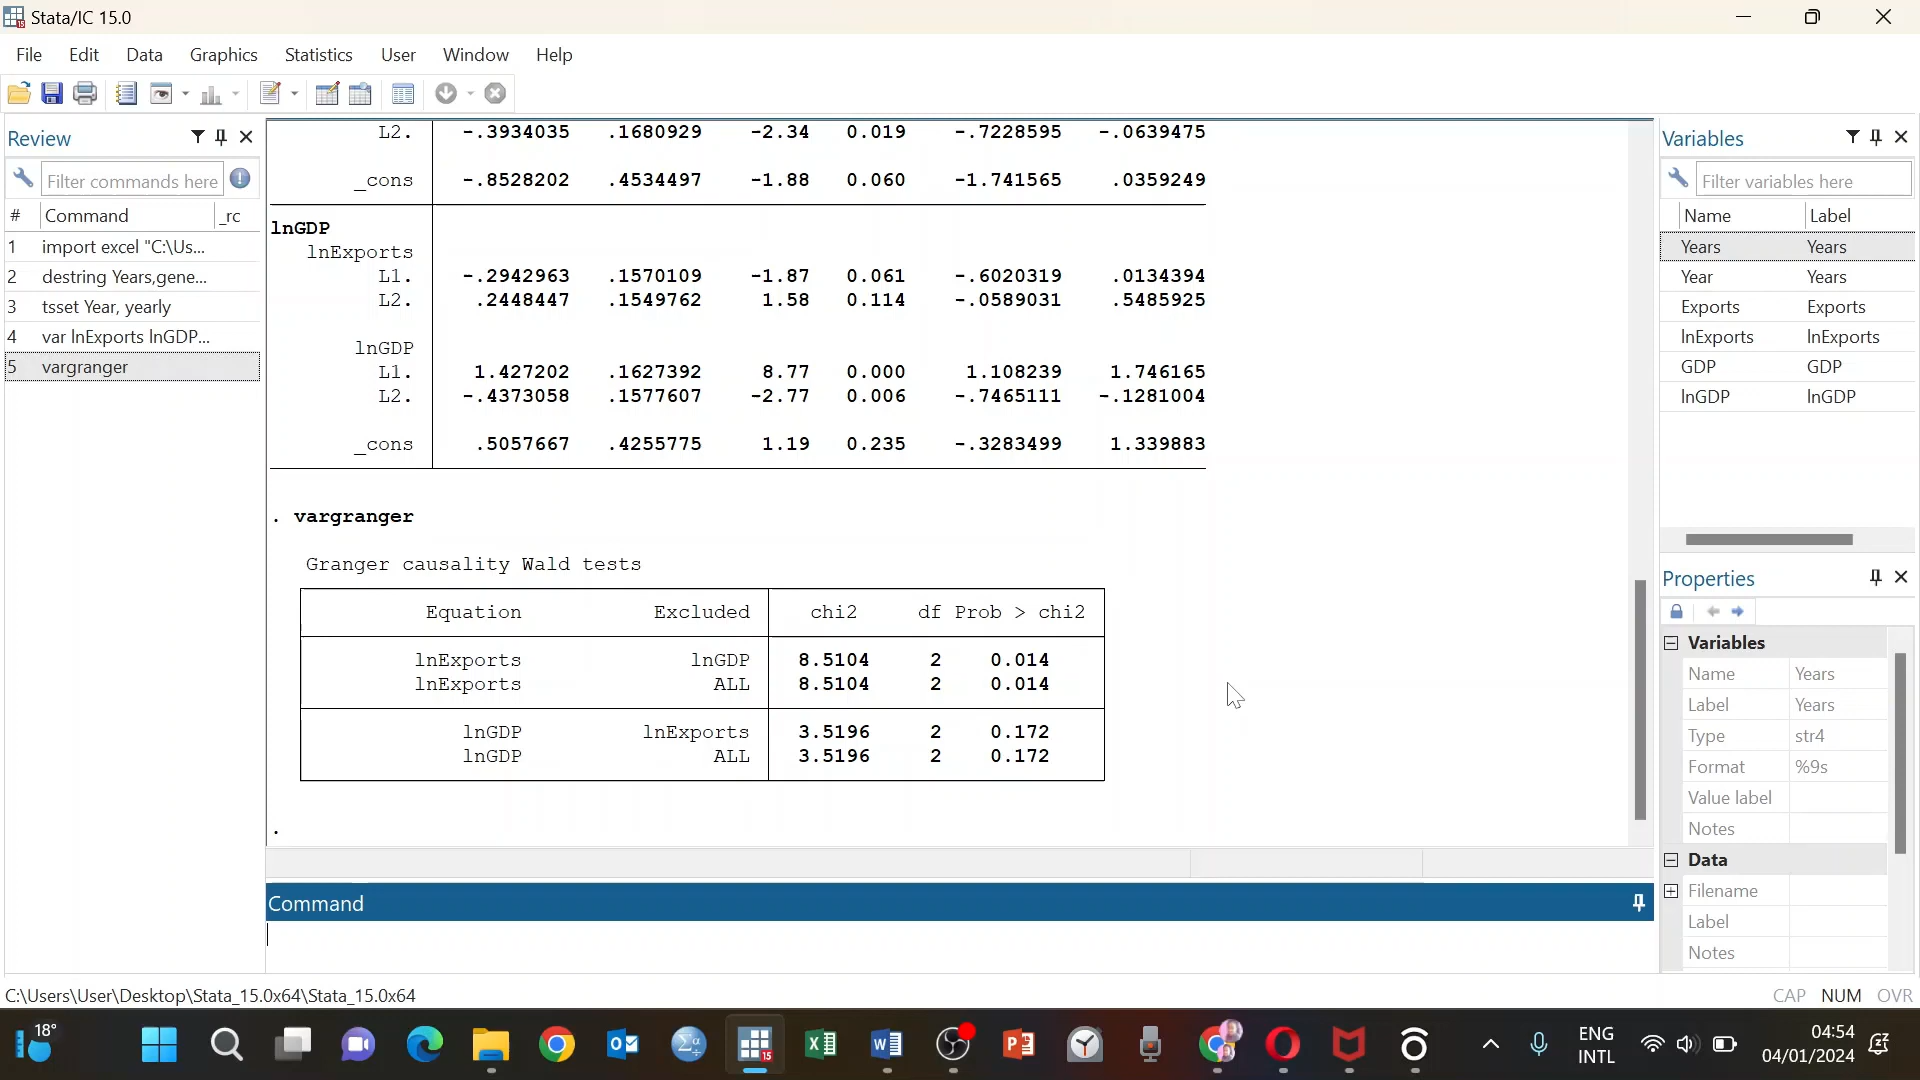 Stata/IC 15.0
File Edit Data Graphics Statistics User Window Help
Review
Filter commands here
# Command _rc
1 import excel "C:\Us...
2 destring Years,gene...
3 tsset Year, yearly
4 var lnExports lnGDP...
5 vargranger
L2. -.3934035 .1680929 -2.34 0.019 -.7228595 -.0639475
_cons -.8528202 .4534497 -1.88 0.060 -1.741565 .0359249
lnGDP
lnExports
L1. -.2942963 .1570109 -1.87 0.061 -.6020319 .0134394
L2. .2448447 .1549762 1.58 0.114 -.0589031 .5485925
lnGDP
L1. 1.427202 .1627392 8.77 0.000 1.108239 1.746165
L2. -.4373058 .1577607 -2.77 0.006 -.7465111 -.1281004
_cons .5057667 .4255775 1.19 0.235 -.3283499 1.339883
. vargranger
Granger causality Wald tests
Equation Excluded chi2 df Prob > chi2
lnExports lnGDP 8.5104 2 0.014
lnExports ALL 8.5104 2 0.014
lnGDP lnExports 3.5196 2 0.172
lnGDP ALL 3.5196 2 0.172
.
Command
Variables
Filter variables here
Name Label
Years Years
Year Years
Exports Exports
lnExports lnExports
GDP GDP
lnGDP lnGDP
Properties
Variables
Name Years
Label Years
Type str4
Format %9s
Value label
Notes
Data
Filename
Label
Notes
C:\Users\User\Desktop\Stata_15.0x64\Stata_15.0x64
CAP NUM OVR
18°
ENG
INTL
04:54
04/01/2024